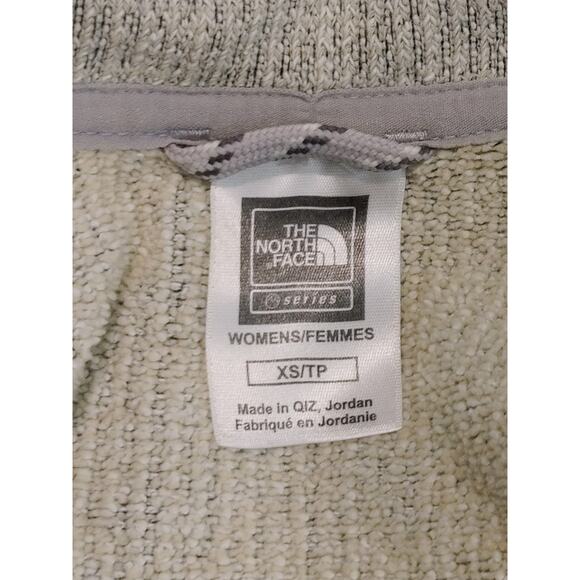 THE
NORTH
FACE
series
WOMENS/FEMMES
XS/TP
Made in QIZ, Jordan
Fabriqué en Jordanie